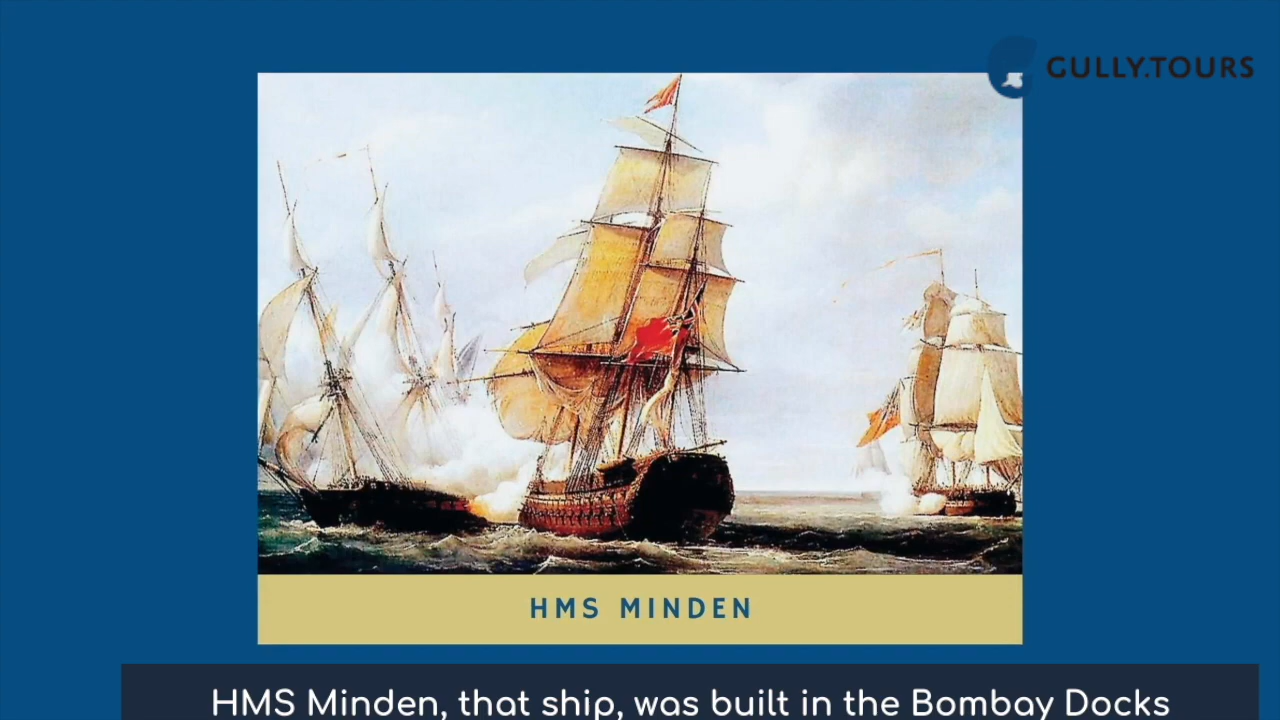 GULLY.TOURS
HMS MINDEN
HMS Minden, that ship, was built in the Bombay Docks